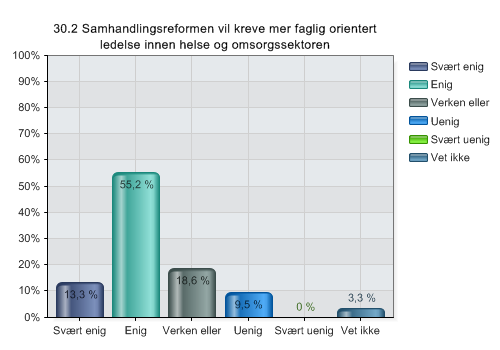 30.2 Samhandlingsreformen vil kreve mer faglig orientert
ledelse innen helse og omsorgssektoren
100%
90%
80%
70%
60%
50%
40%
30%
20%
10%
0%
13,3 %
55,2 %
18,6 %
9,5 %
0 %
3,3 %
Svært enig
Enig
Verken eller
Uenig
Svært uenig
Vet ikke
Svært enig
Enig
Verken eller
Uenig
Svært uenig
Vet ikke